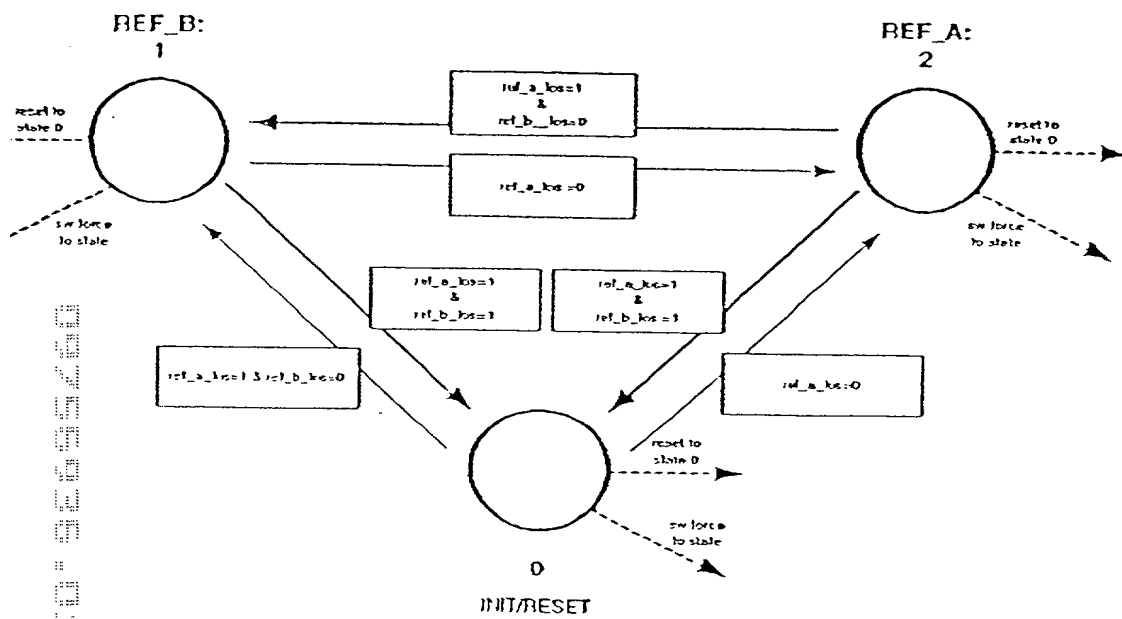 REF_B:
1
REF_A:
2
reset to
state 0
sw force
to state
ref_a_los=1
&
ref_b_los=0
ref_a_los=0
reset to
state 0
sw force
to state
ref_a_los=1
&
ref_b_los=1
ref_a_los=1
&
ref_b_los=1
ref_a_los=1 & ref_b_los=0
ref_a_los=0
reset to
state 0
sw force
to state
0
INIT/RESET